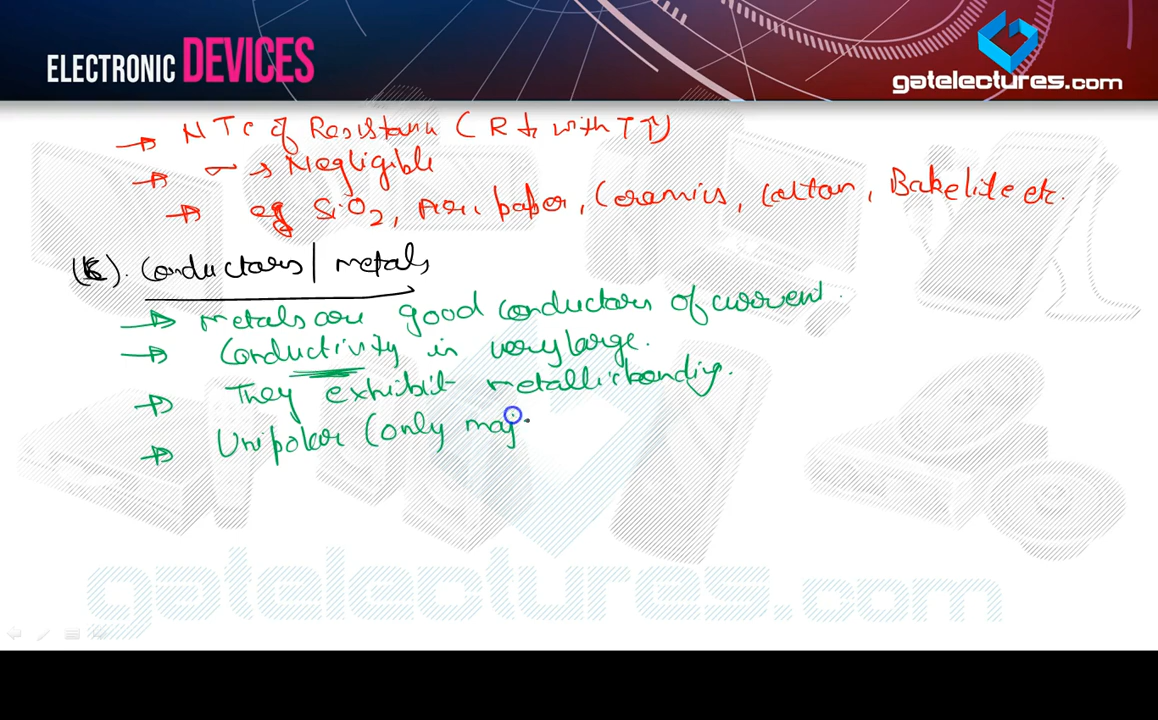 ELECTRONIC DEVICES
gatelectures.com
→ NTC of Resistance (R ↓ with T↑)
→ σ → Negligible
→ eg SiO2, Air, paper, Ceramics, Cotton, Bakelite etc.
(b). Conductors | metals
→ Metals are good conductors of current.
→ Conductivity is very large.
→ They exhibit metallic bonding.
→ Unipolar (only maj
gatelectures.com